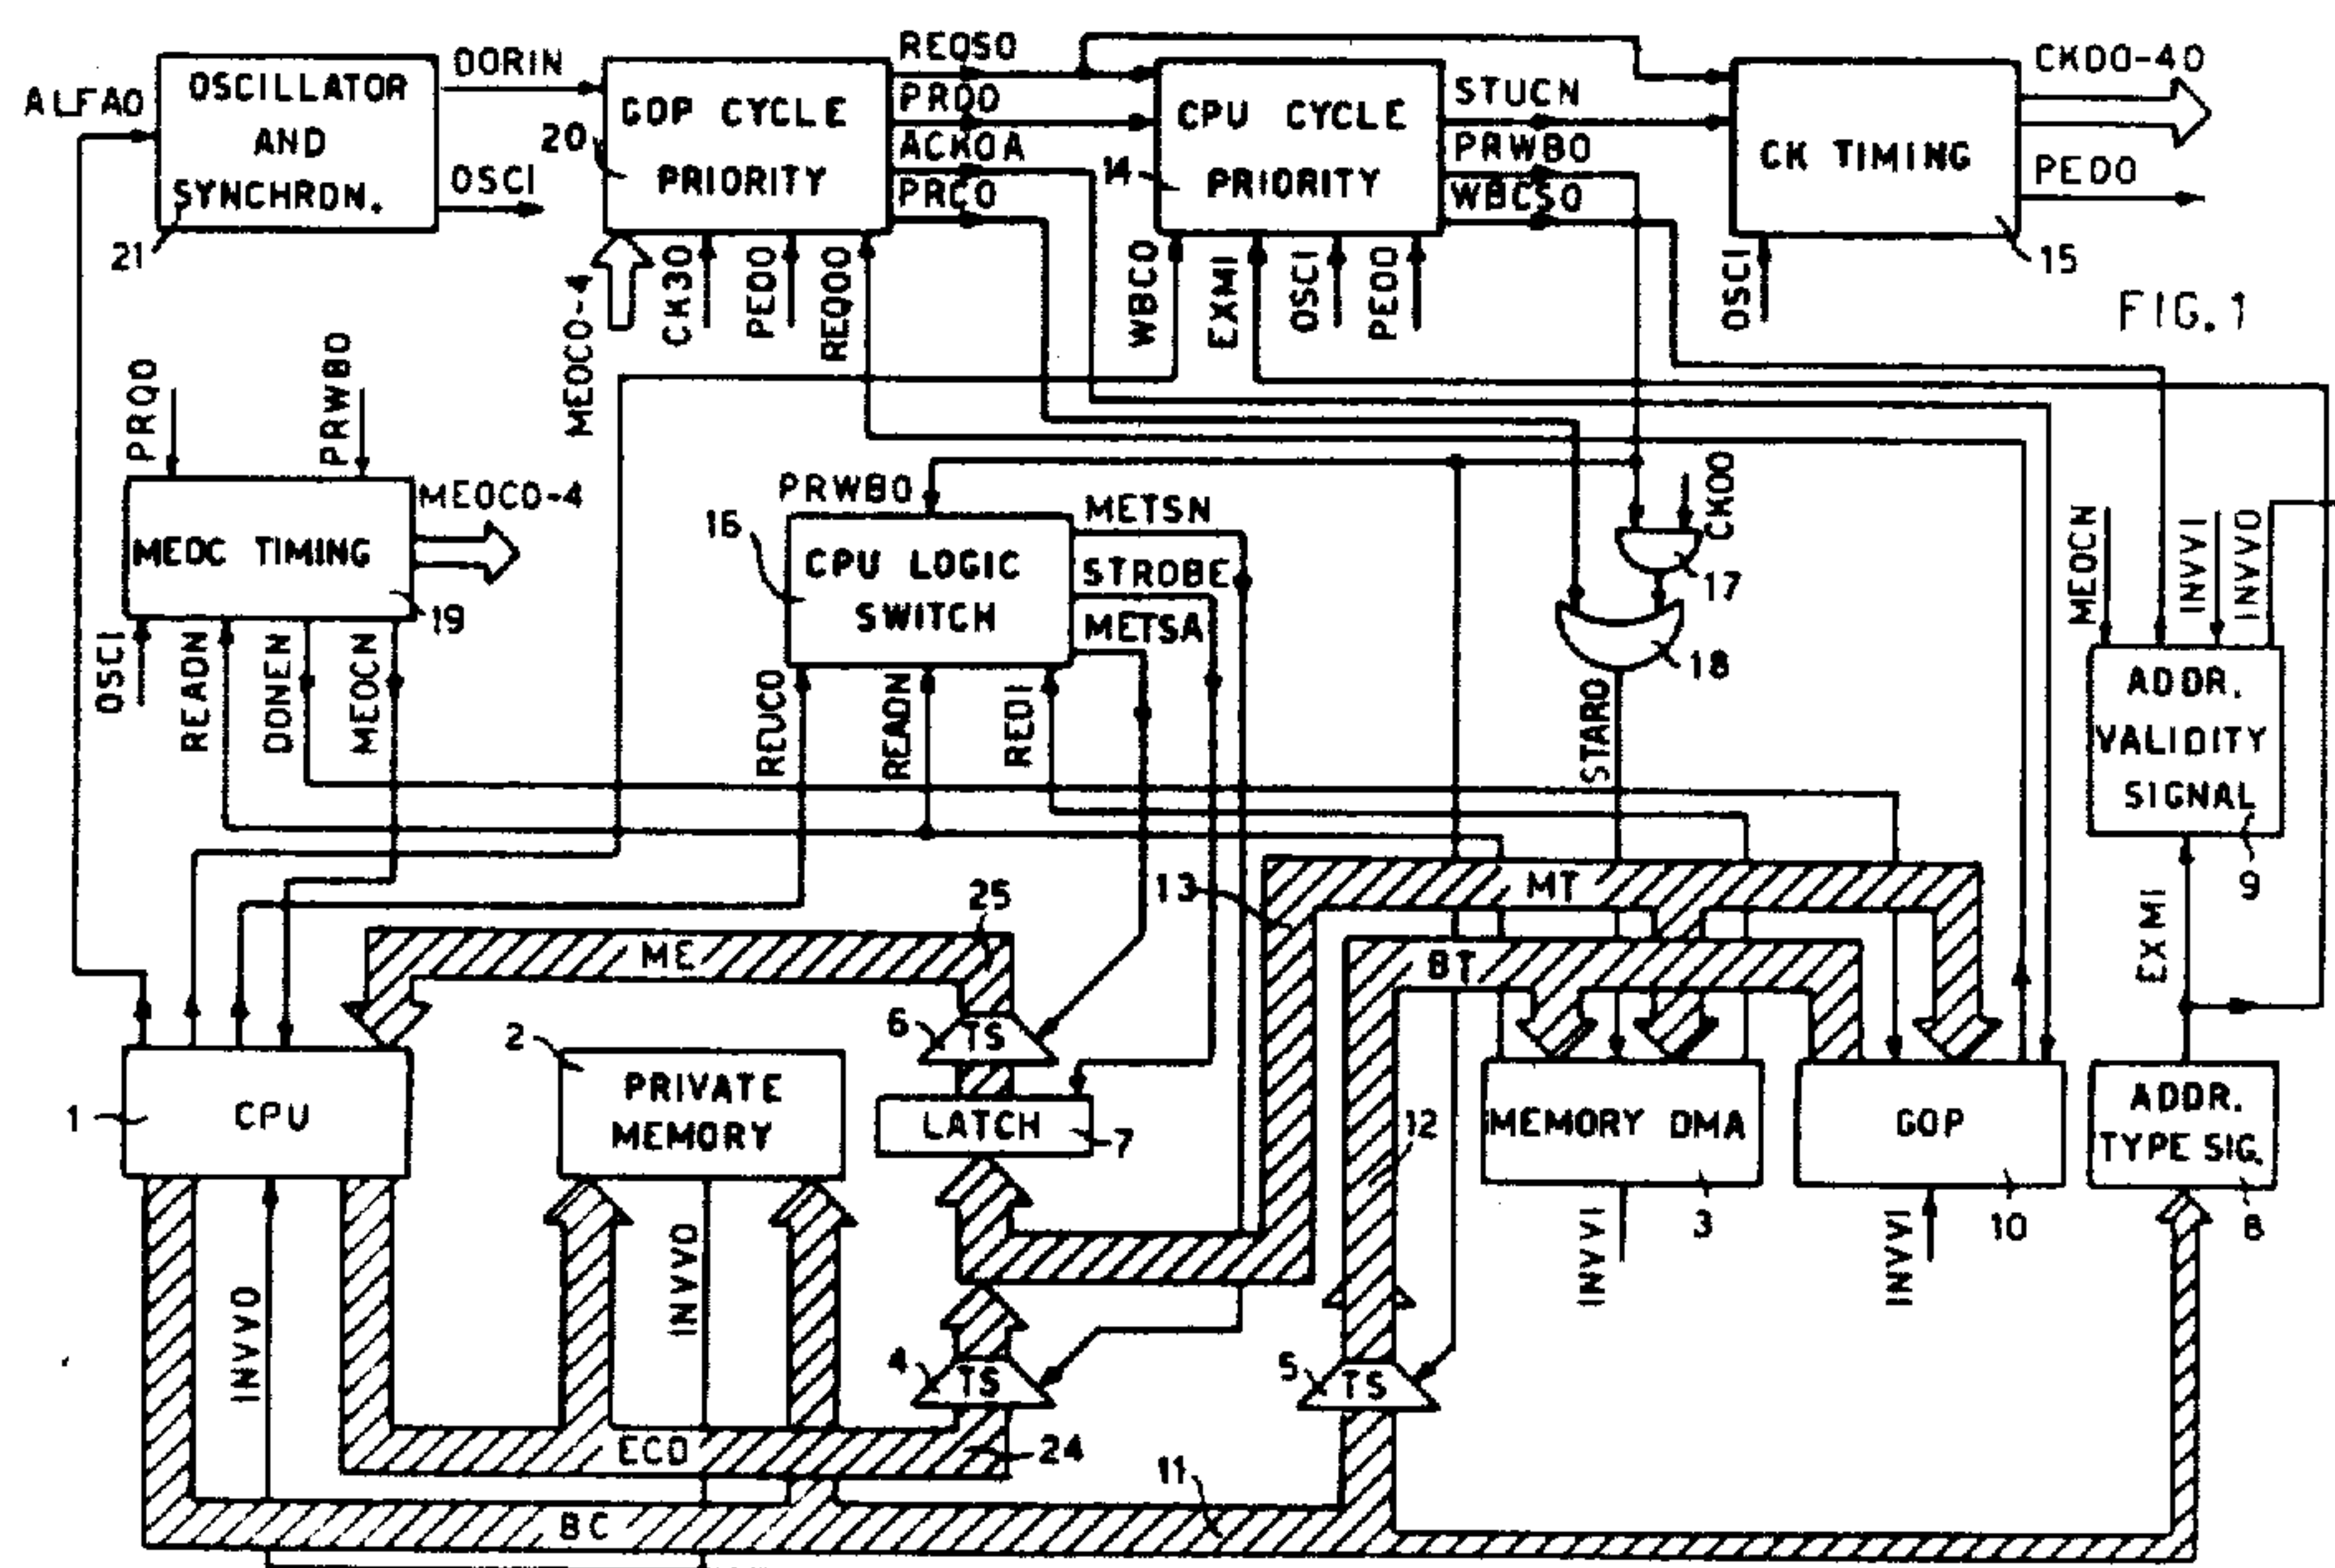 ALFAO
OSCILLATOR
AND
SYNCHRON.
21
DORIN
OSCI
GOP CYCLE
PRIORITY
20
REQSO
PRDO
ACKOA
PRCO
CPU CYCLE
PRIORITY
14
STUCN
PRWBO
WBCSO
CK TIMING
15
CKDO-40
PEDO
MEOCO-4
CK30
PEDO
REQOO
WBCO
EXMI
OSCI
PEDO
OSCI
FIG.1
PRQO
PRWBO
MEOC TIMING
19
MEOCO-4
OSCI
READN
DONEN
MEOCN
PRWBO
16
CPU LOGIC
SWITCH
METSN
STROBE
METSA
REUCO
READN
REDI
CKOO
17
18
STARO
MEOCN
INVVI
INVVO
ADDR.
VALIDITY
SIGNAL
9
EXMI
13
MT
25
ME
BT
6
TS
2
PRIVATE
MEMORY
1
CPU
LATCH
7
12
MEMORY DMA
3
GOP
10
ADDR.
TYPE SIG.
8
INVVI
INVVI
INVVO
INVVO
4
TS
5
TS
ECO
24
11
BC